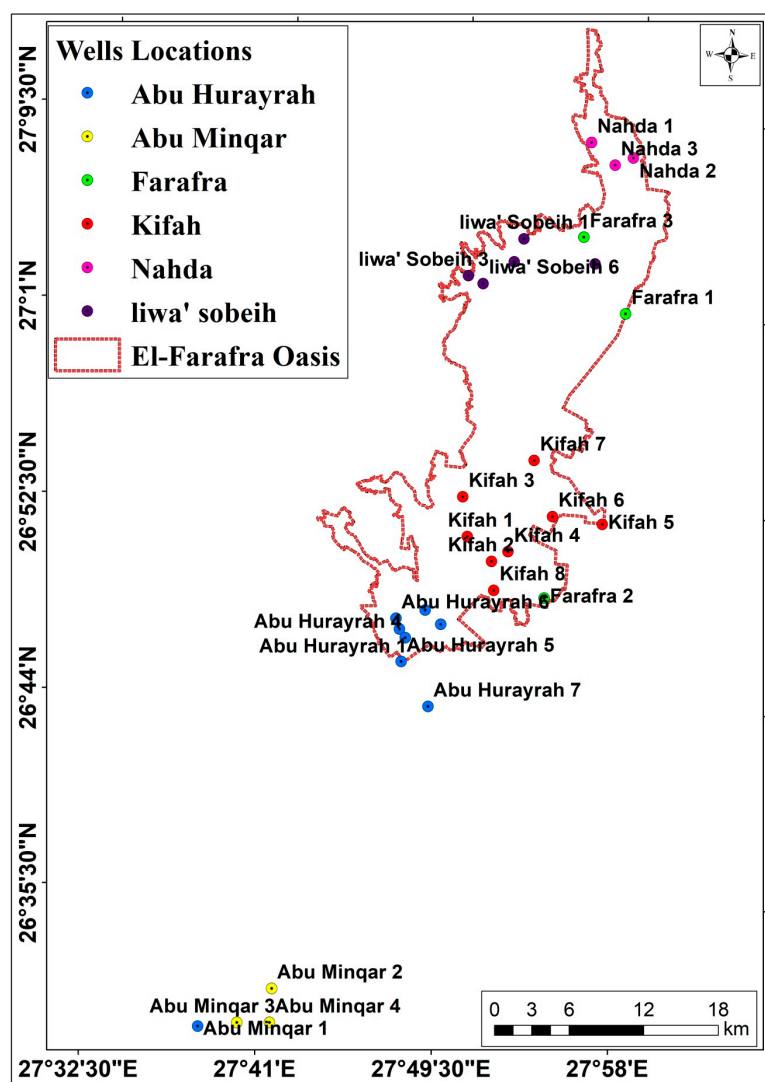 N
W E
S
Wells Locations
Abu Hurayrah
Abu Minqar
Farafra
Kifah
Nahda
liwa' sobeih
El-Farafra Oasis
27°9'30"N
27°1'N
26°52'30"N
26°44'N
26°35'30"N
Nahda 1
Nahda 3
Nahda 2
liwa' Sobeih 1
Farafra 3
liwa' Sobeih 3
liwa' Sobeih 6
Farafra 1
Kifah 7
Kifah 3
Kifah 6
Kifah 1
Kifah 5
Kifah 4
Kifah 2
Kifah 8
Abu Hurayrah 6
Farafra 2
Abu Hurayrah 4
Abu Hurayrah 1
Abu Hurayrah 5
Abu Hurayrah 7
Abu Minqar 2
Abu Minqar 3
Abu Minqar 4
Abu Minqar 1
0 3 6 12 18
km
27°32'30"E
27°41'E
27°49'30"E
27°58'E